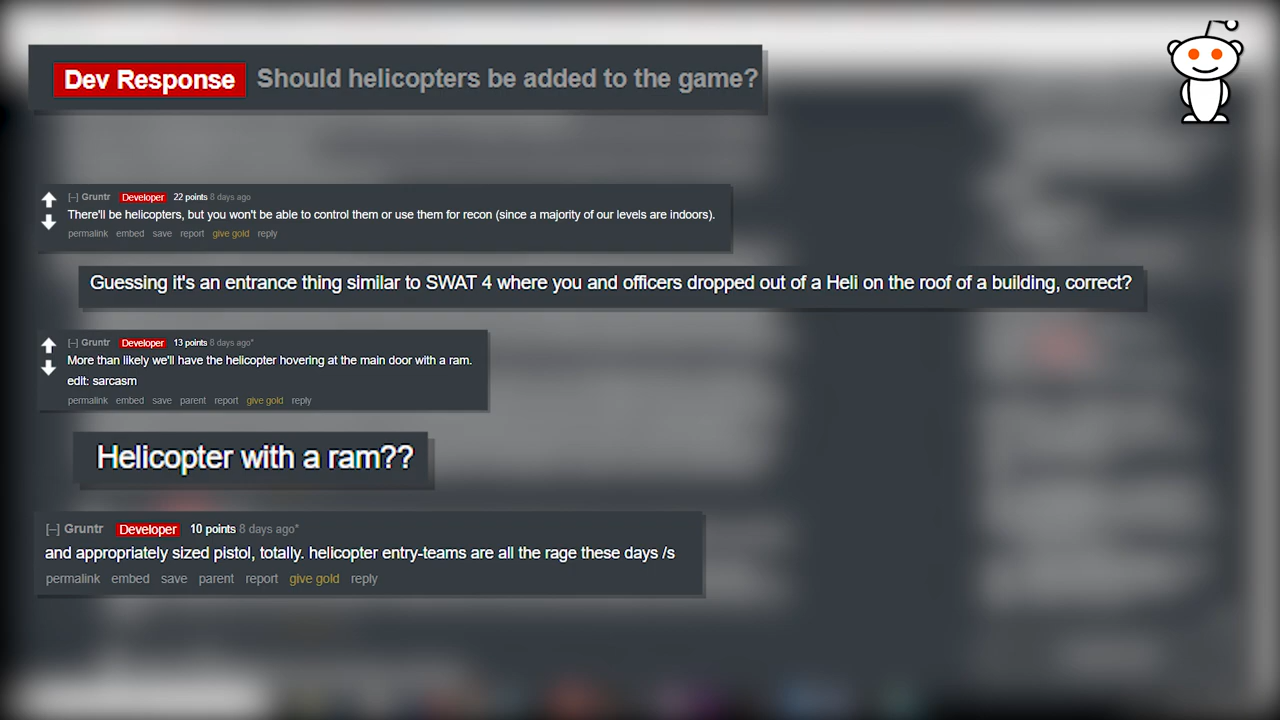 Dev Response Should helicopters be added to the game?
[–] Gruntr Developer 22 points 8 days ago
There'll be helicopters, but you won't be able to control them or use them for recon (since a majority of our levels are indoors).
permalink embed save report give gold reply
Guessing it's an entrance thing similar to SWAT 4 where you and officers dropped out of a Heli on the roof of a building, correct?
[–] Gruntr Developer 13 points 8 days ago*
More than likely we'll have the helicopter hovering at the main door with a ram.
edit: sarcasm
permalink embed save parent report give gold reply
Helicopter with a ram??
[–] Gruntr Developer 10 points 8 days ago*
and appropriately sized pistol, totally. helicopter entry-teams are all the rage these days /s
permalink embed save parent report give gold reply